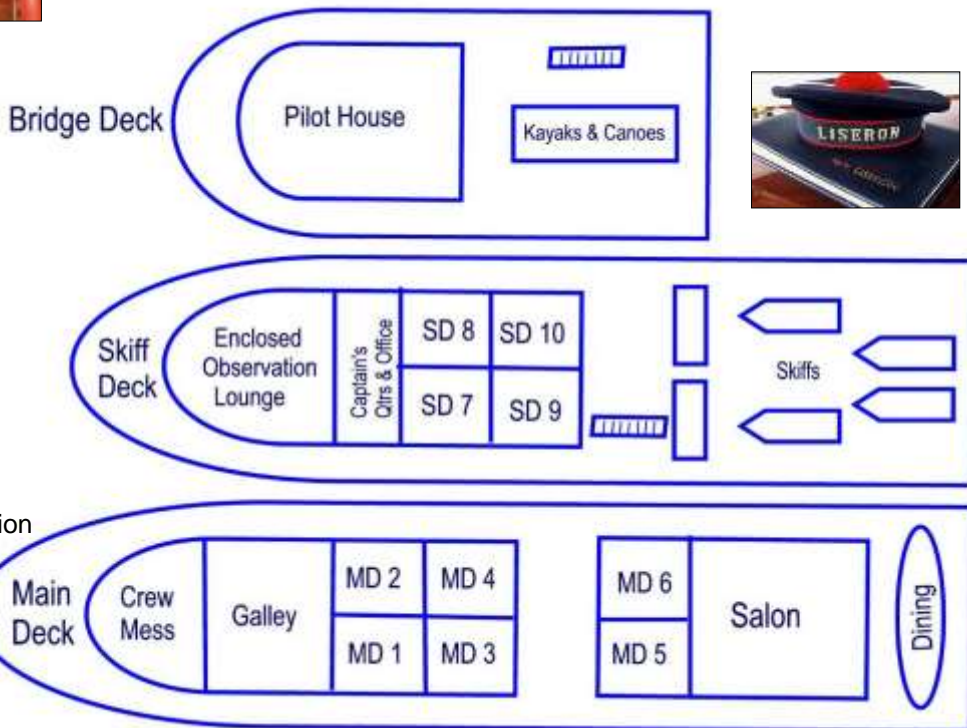 Bridge Deck
Pilot House
Kayaks & Canoes
LISERON
Skiff
Deck
Enclosed
Observation
Lounge
Captain's
Qtrs & Office
SD 8
SD 10
SD 7
SD 9
Skiffs
ion
Main
Deck
Crew
Mess
Galley
MD 2
MD 4
MD 1
MD 3
MD 6
MD 5
Salon
Dining